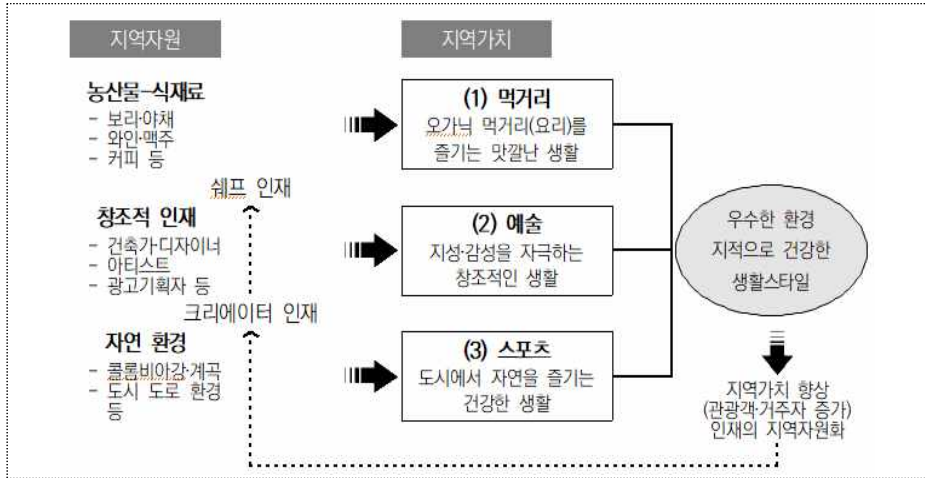 지역자원
지역가치
농산물-식재료
- 보리·야채
- 와인·맥주
- 커피 등
쉐프 인재
창조적 인재
- 건축가·디자이너
- 아티스트
- 광고기획자 등
크리에이터 인재
자연 환경
- 콜롬비아강·계곡
- 도시 도로 환경
등
(1) 먹거리
오가닉 먹거리(요리)를
즐기는 맛깔난 생활
(2) 예술
지성·감성을 자극하는
창조적인 생활
(3) 스포츠
도시에서 자연을 즐기는
건강한 생활
우수한 환경
지적으로 건강한
생활스타일
지역가치 향상
(관광객·거주자 증가)
인재의 지역자원화